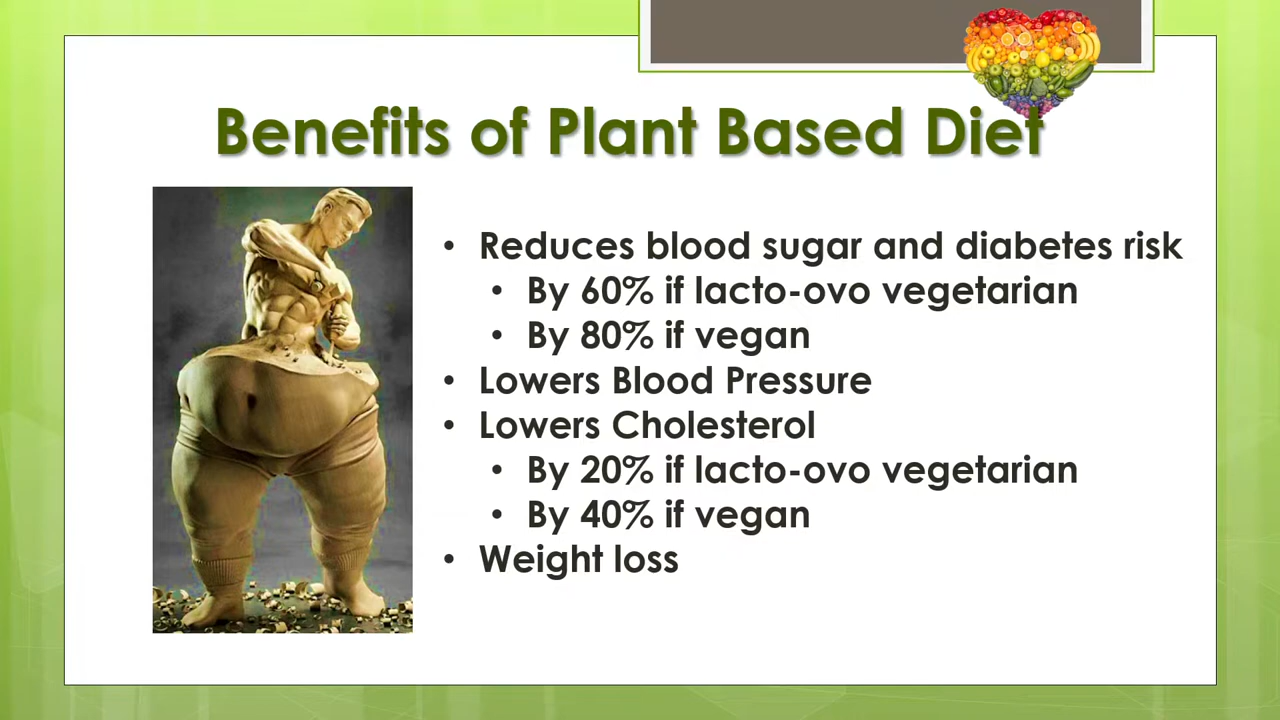 Benefits of Plant Based Diet
• Reduces blood sugar and diabetes risk
• By 60% if lacto-ovo vegetarian
• By 80% if vegan
• Lowers Blood Pressure
• Lowers Cholesterol
• By 20% if lacto-ovo vegetarian
• By 40% if vegan
• Weight loss